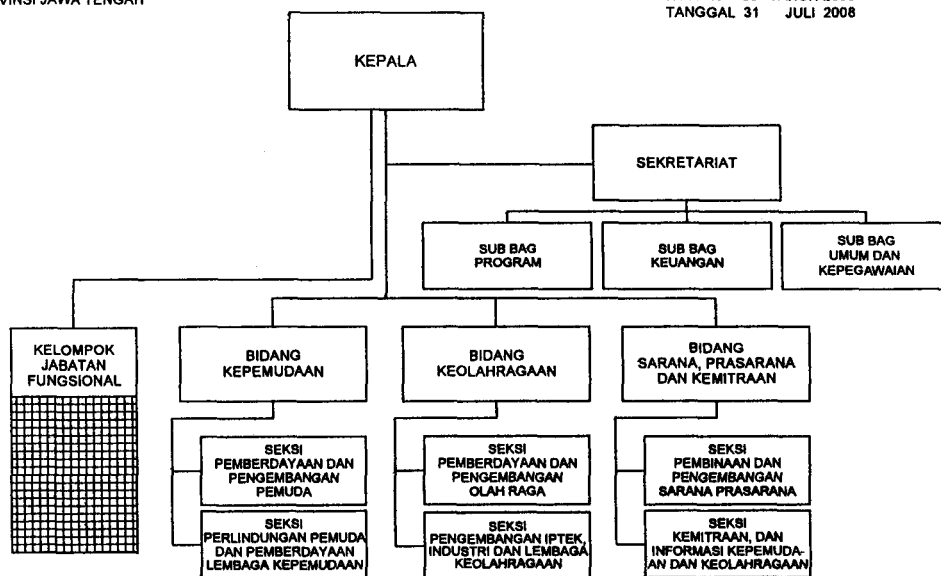 VINSI JAWA TENGAH
TANGGAL 31 JULI 2008
KEPALA
SEKRETARIAT
SUB BAG
PROGRAM
SUB BAG
KEUANGAN
SUB BAG
UMUM DAN
KEPEGAWAIAN
KELOMPOK
JABATAN
FUNGSIONAL
BIDANG
KEPEMUDAAN
BIDANG
KEOLAHRAGAAN
BIDANG
SARANA, PRASARANA
DAN KEMITRAAN
SEKSI
PEMBERDAYAAN DAN
PENGEMBANGAN
PEMUDA
SEKSI
PEMBERDAYAAN DAN
PENGEMBANGAN
OLAH RAGA
SEKSI
PEMBINAAN DAN
PENGEMBANGAN
SARANA PRASARANA
SEKSI
PERLINDUNGAN PEMUDA
DAN PEMBERDAYAAN
LEMBAGA KEPEMUDAAN
SEKSI
PENGEMBANGAN IPTEK,
INDUSTRI DAN LEMBAGA
KEOLAHRAGAAN
SEKSI
KEMITRAAN, DAN
INFORMASI KEPEMUDA-
AN DAN KEOLAHRAGAAN